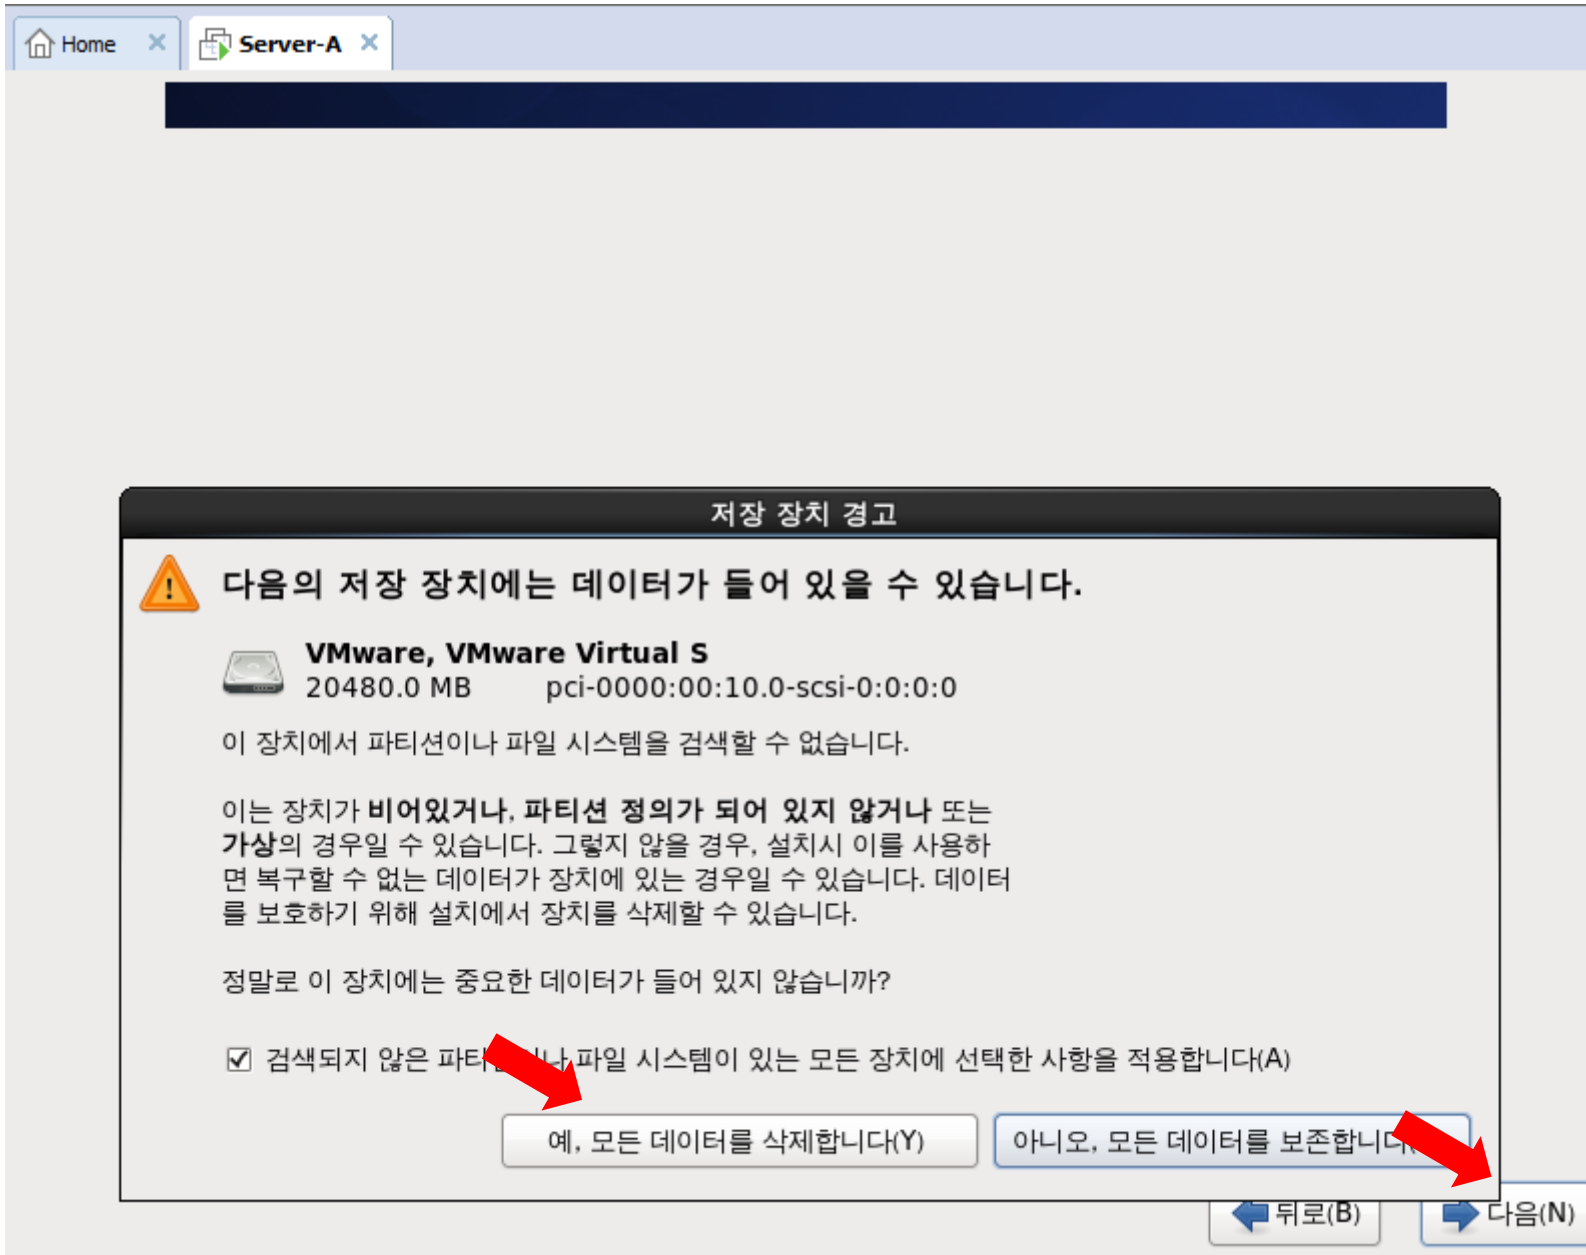 Home
Server-A
저장 장치 경고
다음의 저장 장치에는 데이터가 들어 있을 수 있습니다.
VMware, VMware Virtual S
20480.0 MB pci-0000:00:10.0-scsi-0:0:0:0
이 장치에서 파티션이나 파일 시스템을 검색할 수 없습니다.
이는 장치가 비어있거나, 파티션 정의가 되어 있지 않거나 또는
가상의 경우일 수 있습니다. 그렇지 않을 경우, 설치시 이를 사용하
면 복구할 수 없는 데이터가 장치에 있는 경우일 수 있습니다. 데이터
를 보호하기 위해 설치에서 장치를 삭제할 수 있습니다.
정말로 이 장치에는 중요한 데이터가 들어 있지 않습니까?
검색되지 않은 파일 시스템이 있는 모든 장치에 선택한 사항을 적용합니다(A)
예, 모든 데이터를 삭제합니다(Y)
아니오, 모든 데이터를 보존합니다
뒤로(B)
다음(N)